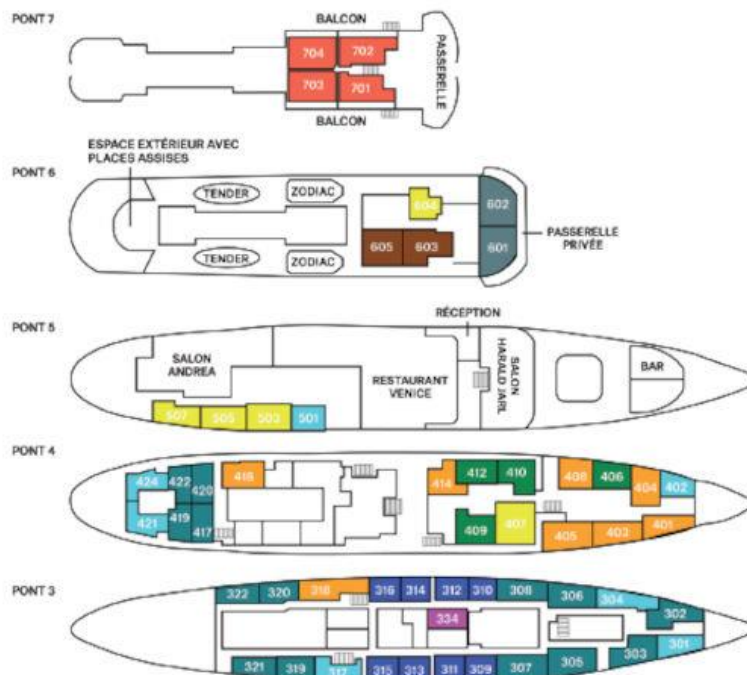 PONT 7
BALCON
704
702
703
701
PASSERELLE
BALCON
ESPACE EXTÉRIEUR AVEC
PLACES ASSISES
PONT 6
TENDER
ZODIAC
604
602
605
603
601
PASSERELLE
PRIVÉE
TENDER
ZODIAC
PONT 5
RÉCEPTION
SALON
ANDREA
RESTAURANT
VENICE
SALON
HARALD JARL
BAR
507
505
503
501
PONT 4
424
422
420
418
414
412
410
408
406
404
402
421
419
417
409
407
405
403
401
PONT 3
322
320
318
316
314
312
310
308
306
304
302
334
321
319
317
315
313
311
309
307
305
303
301